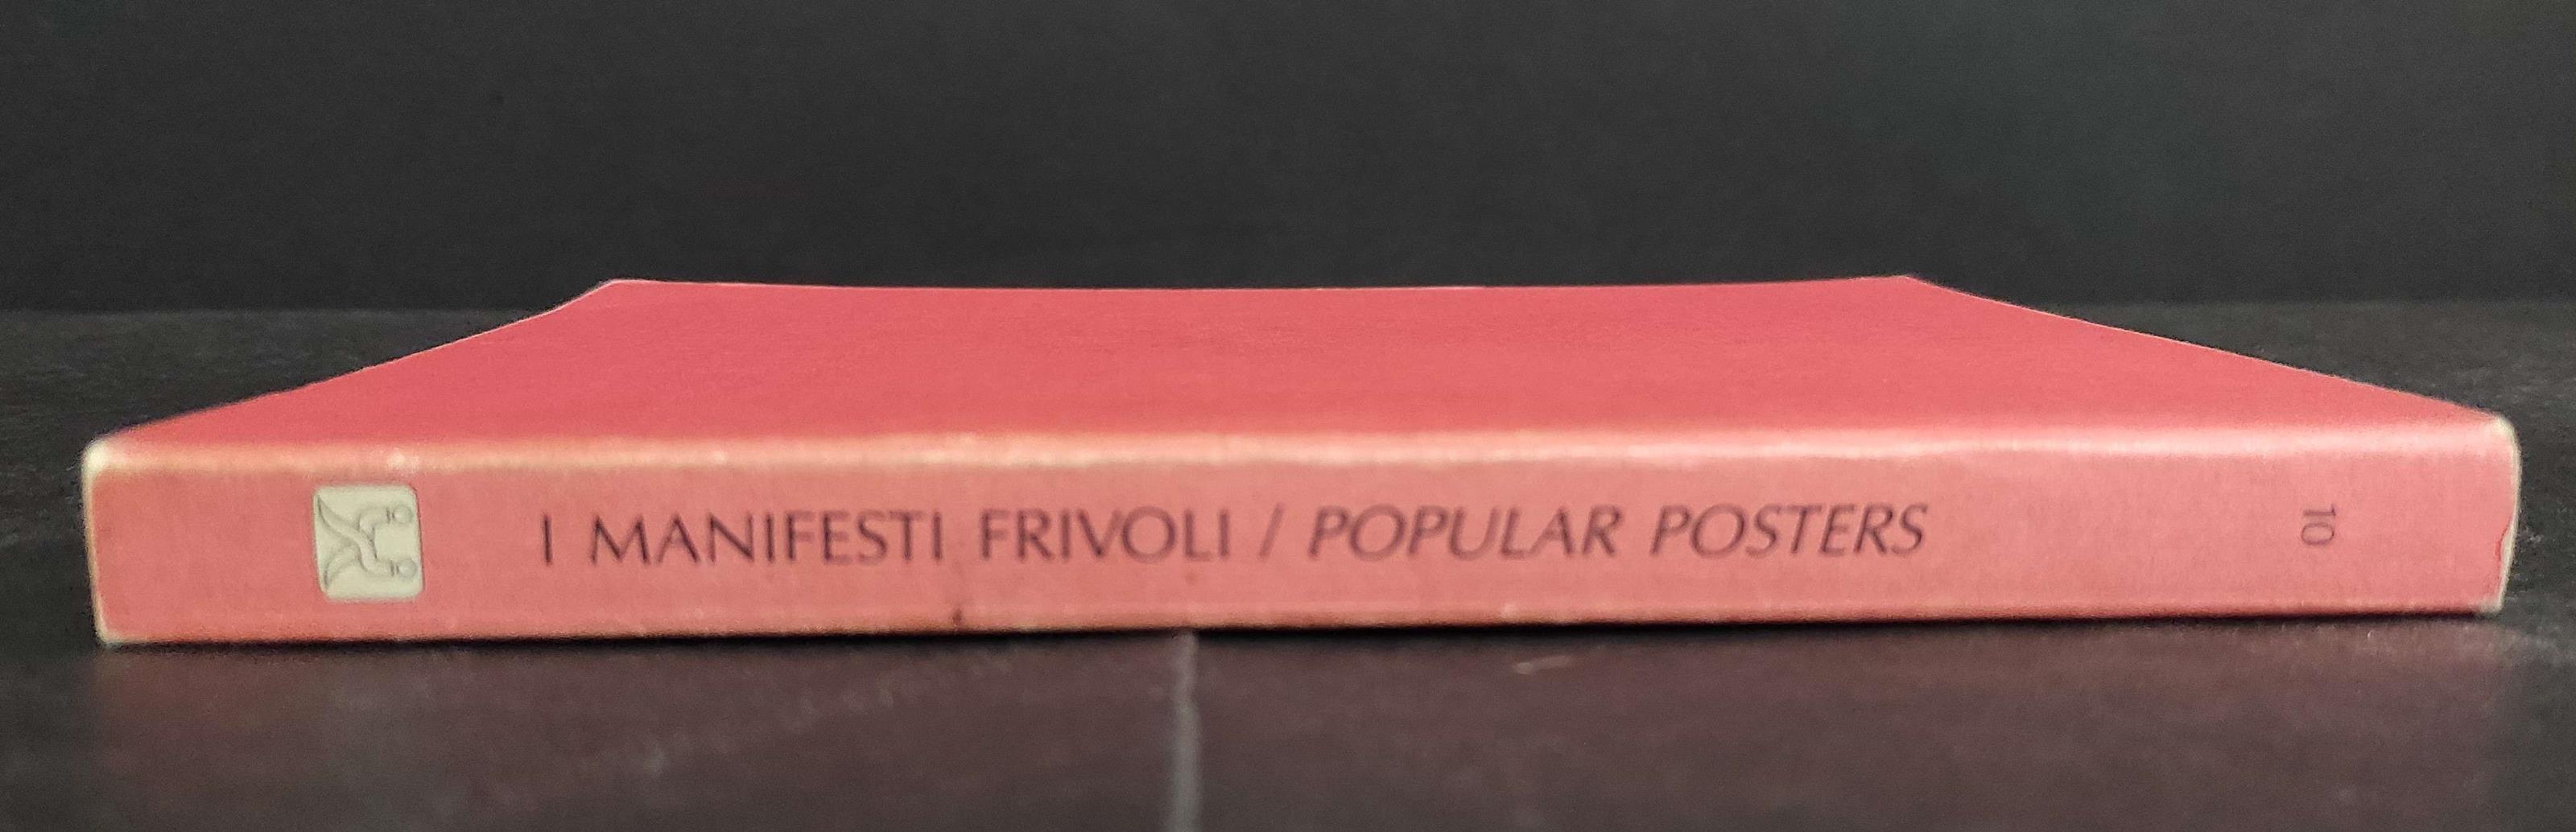 I MANIFESTI FRIVOLI / POPULAR POSTERS
10